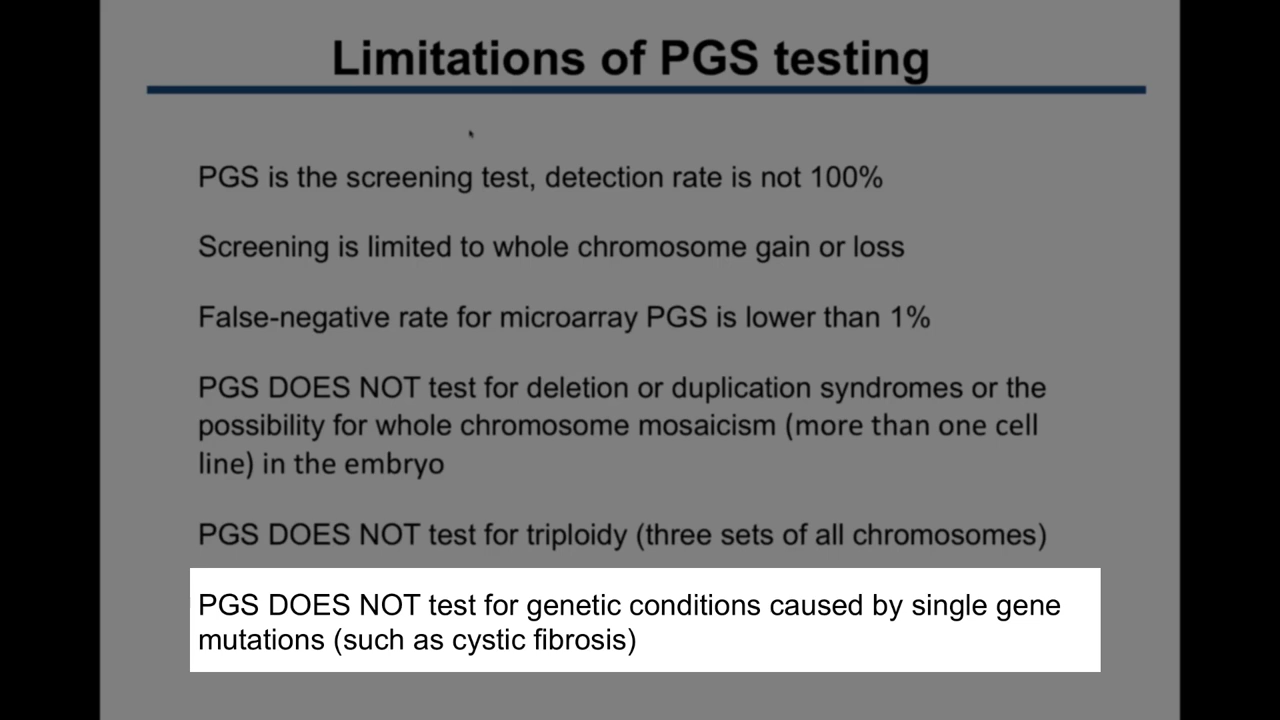 Limitations of PGS testing
PGS is the screening test, detection rate is not 100%
Screening is limited to whole chromosome gain or loss
False-negative rate for microarray PGS is lower than 1%
PGS DOES NOT test for deletion or duplication syndromes or the
possibility for whole chromosome mosaicism (more than one cell
line) in the embryo
PGS DOES NOT test for triploidy (three sets of all chromosomes)
PGS DOES NOT test for genetic conditions caused by single gene
mutations (such as cystic fibrosis)